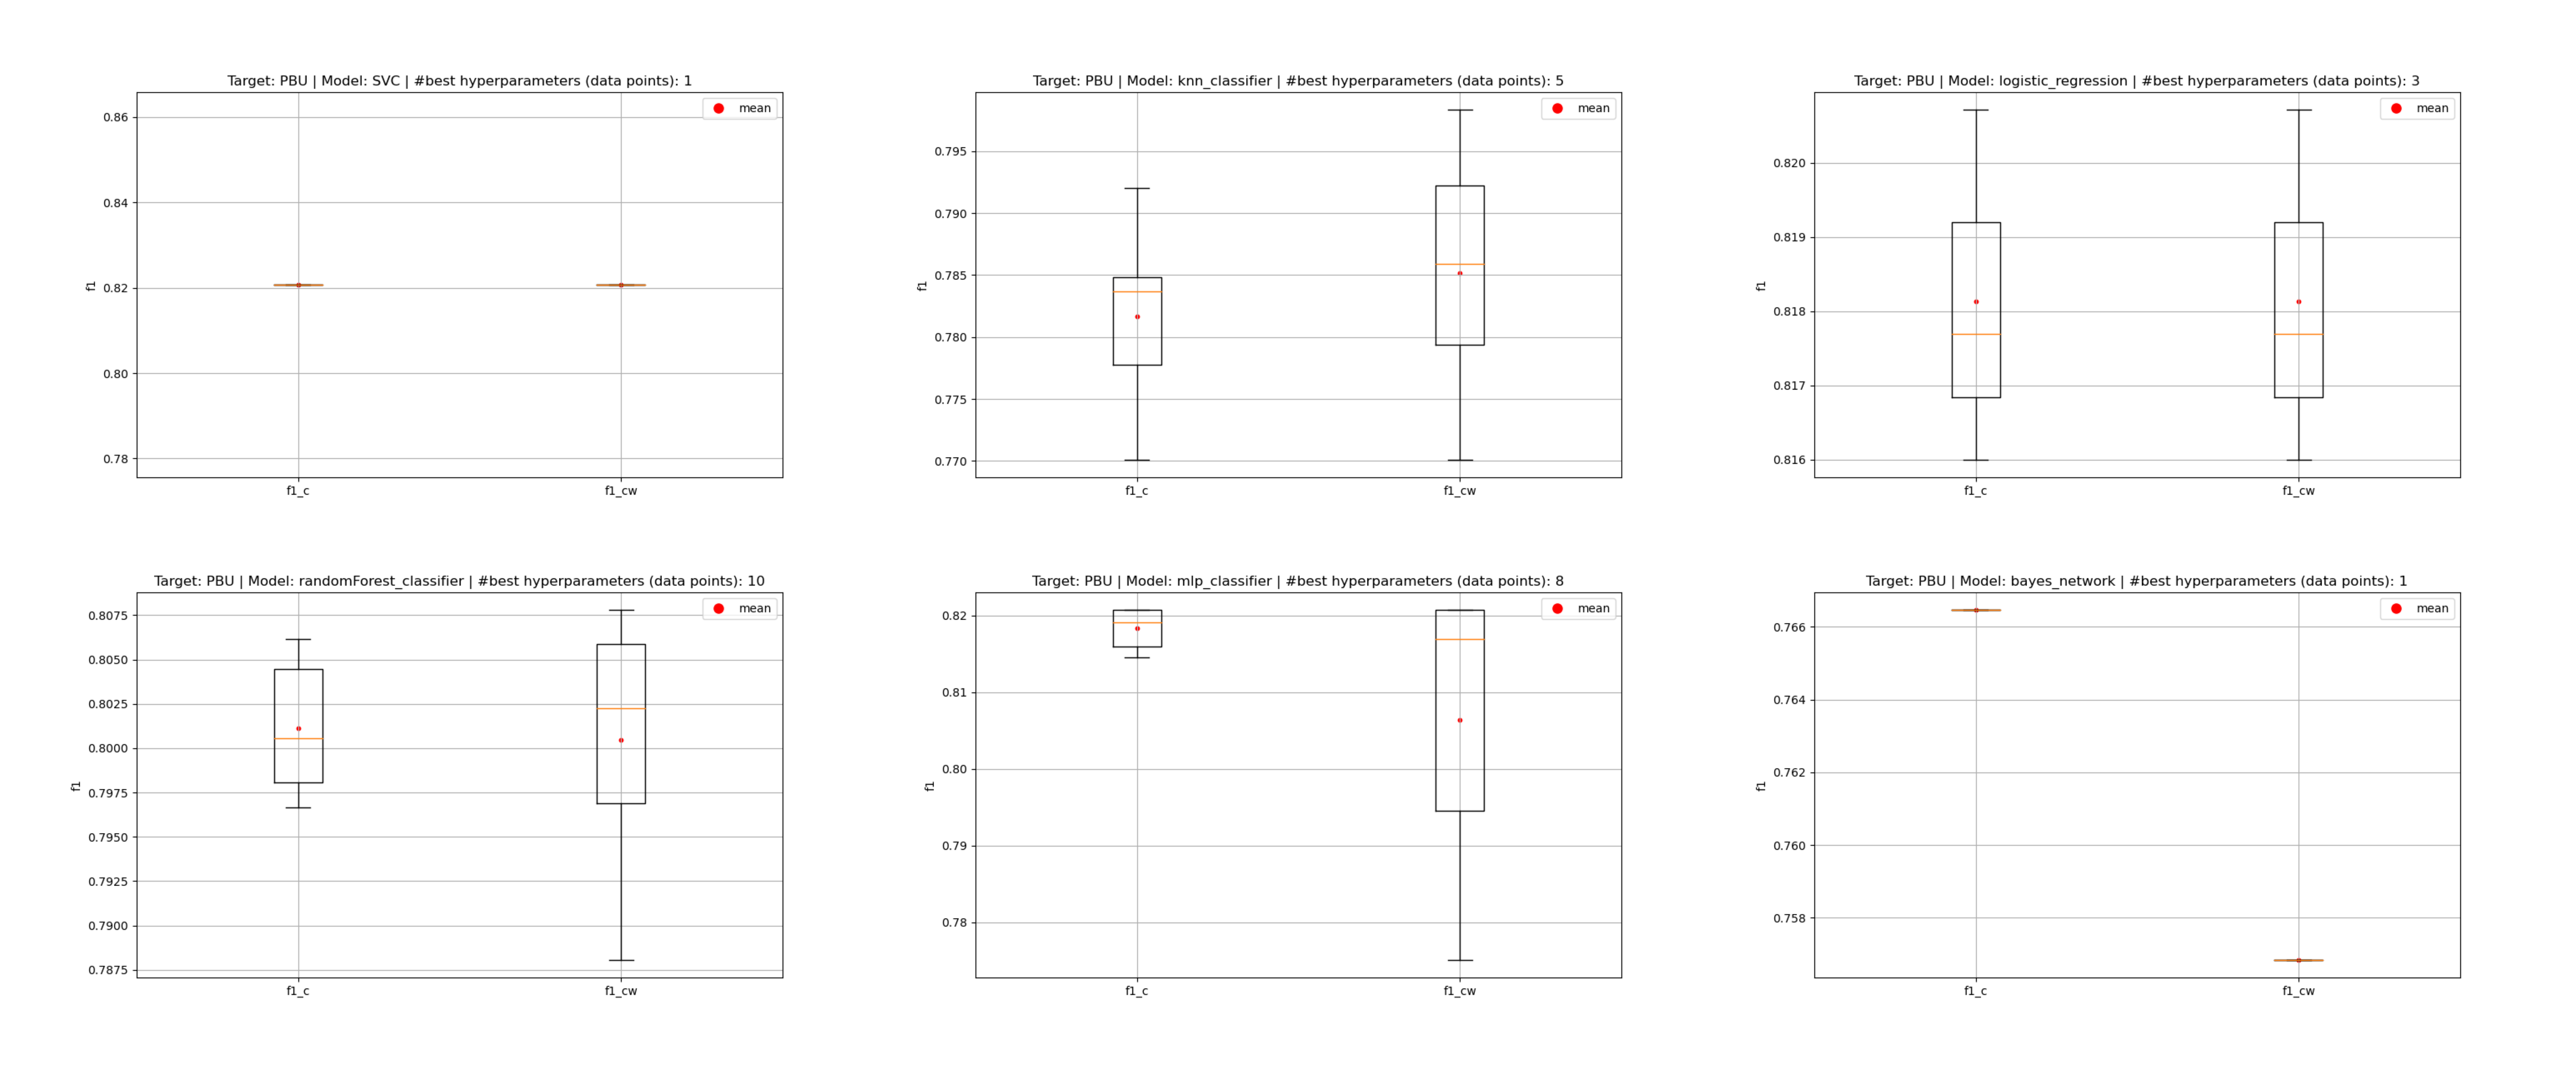 Target: PBU | Model: SVC | #best hyperparameters (data points): 1
mean
0.86
0.84
0.82
0.80
0.78
f1
f1_c
f1_cw
Target: PBU | Model: knn_classifier | #best hyperparameters (data points): 5
mean
0.795
0.790
0.785
0.780
0.775
0.770
f1
f1_c
f1_cw
Target: PBU | Model: logistic_regression | #best hyperparameters (data points): 3
mean
0.820
0.819
0.818
0.817
0.816
f1
f1_c
f1_cw
Target: PBU | Model: randomForest_classifier | #best hyperparameters (data points): 10
mean
0.8075
0.8050
0.8025
0.8000
0.7975
0.7950
0.7925
0.7900
0.7875
f1
f1_c
f1_cw
Target: PBU | Model: mlp_classifier | #best hyperparameters (data points): 8
mean
0.82
0.81
0.80
0.79
0.78
f1
f1_c
f1_cw
Target: PBU | Model: bayes_network | #best hyperparameters (data points): 1
mean
0.766
0.764
0.762
0.760
0.758
f1
f1_c
f1_cw